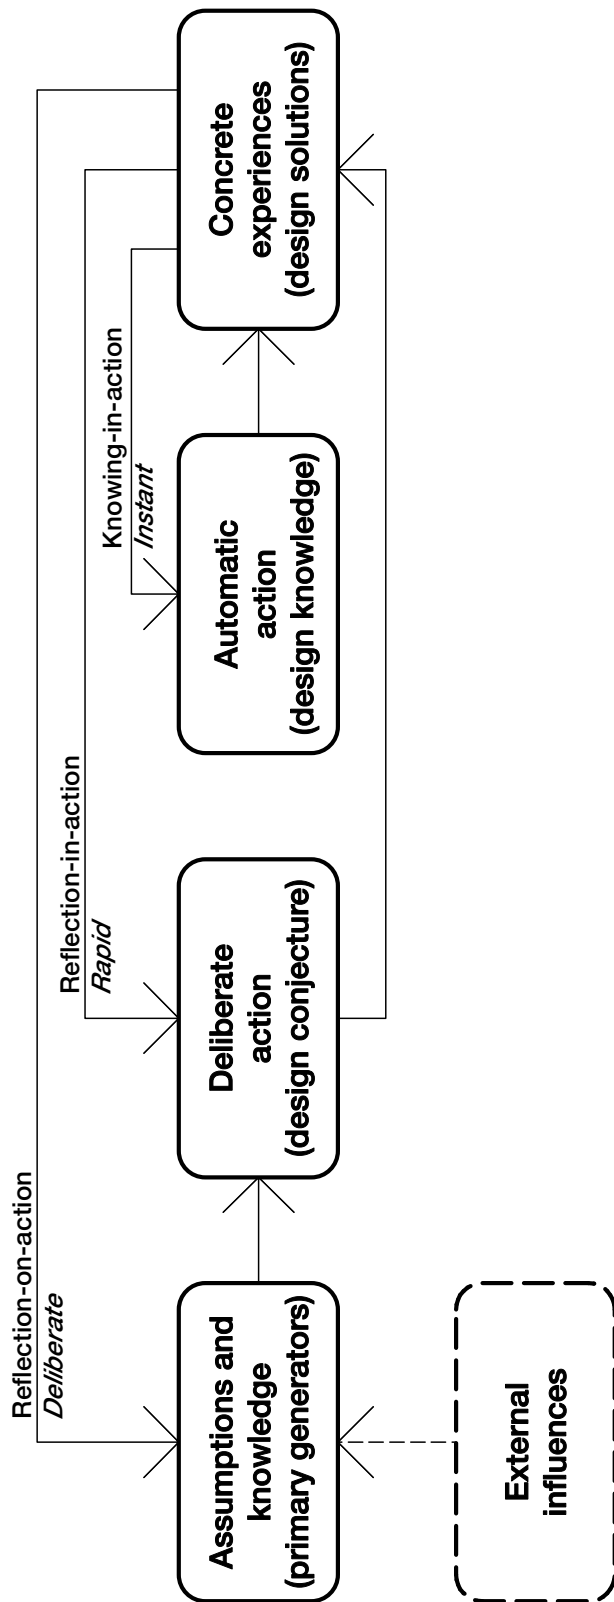 Reflection-on-action
Deliberate
Reflection-in-action
Rapid
Knowing-in-action
Instant
Assumptions and
knowledge
(primary generators)
Deliberate
action
(design conjecture)
Automatic
action
(design knowledge)
Concrete
experiences
(design solutions)
External
influences